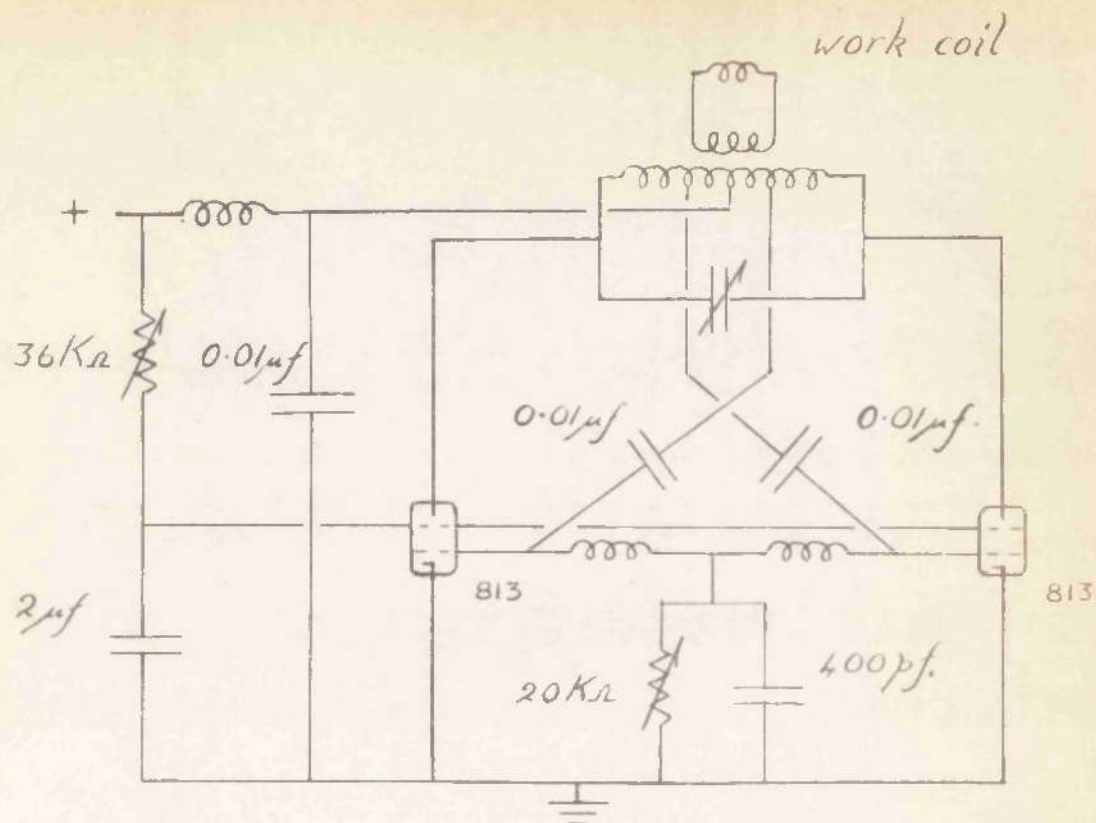 work coil
+
36KΩ
0.01µf
0.01µf
0.01µf.
813
813
2µf
20KΩ
400pf.